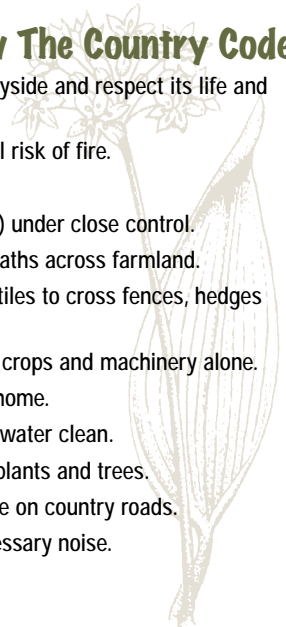 y The Country Code
yside and respect its life and
l risk of fire.
) under close control.
aths across farmland.
tiles to cross fences, hedges
crops and machinery alone.
home.
water clean.
plants and trees.
e on country roads.
essary noise.